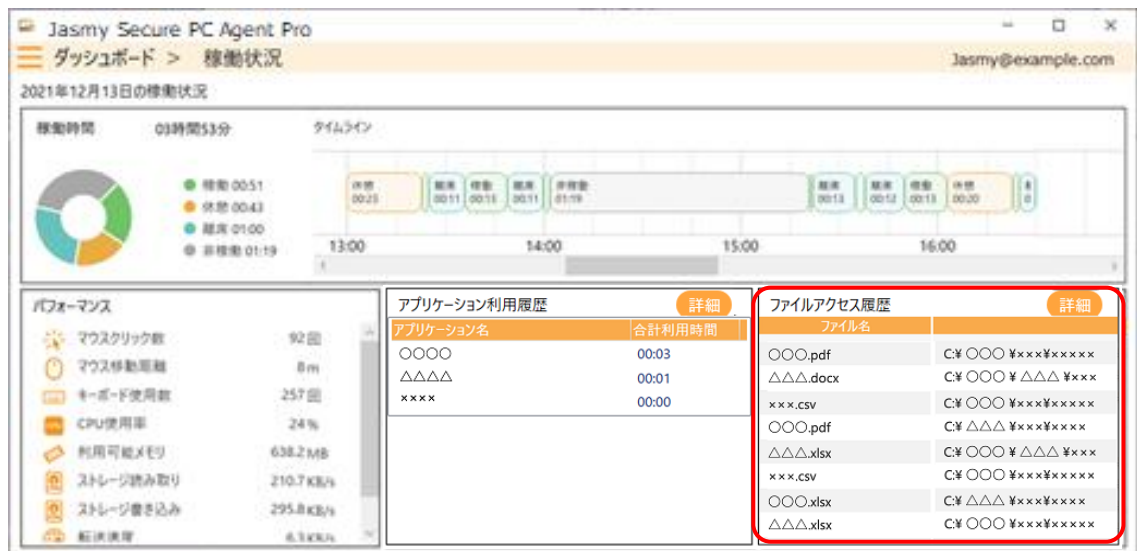 Jasmy Secure PC Agent Pro
ダッシュボード > 稼働状況
Jasmy@example.com
2021年12月13日の稼働状況
稼働時間 03時間53分
タイムライン
稼働 00:51
休憩 00:43
離席 01:00
非稼働 01:19
休憩 00:23
離席 00:11
稼働 00:15
離席 00:11
非稼働 01:19
離席 00:13
離席 00:12
稼働 00:13
休憩 00:20
13:00 14:00 15:00 16:00
パフォーマンス
マウスクリック数 92回
マウス移動距離 8m
キーボード使用数 257回
CPU使用率 24%
利用可能メモリ 638.2MB
ストレージ読み取り 210.7KB/s
ストレージ書き込み 295.8KB/s
転送速度 6.3KB/s
アプリケーション利用履歴 詳細
アプリケーション名 合計利用時間
○○○○ 00:03
△△△△ 00:01
×××× 00:00
ファイルアクセス履歴 詳細
ファイル名
○○○.pdf C:¥ ○○○ ¥×××¥×××××
△△△.docx C:¥ ○○○ ¥ △△△ ¥×××
×××.csv C:¥ ○○○ ¥×××¥×××××
○○○.pdf C:¥ △△△ ¥×××¥××××
△△△.xlsx C:¥ ○○○ ¥ △△△ ¥×××
×××.csv C:¥ ○○○ ¥×××¥×××××
○○○.xlsx C:¥ △△△ ¥×××¥××××
△△△.xlsx C:¥ ○○○ ¥×××¥×××××